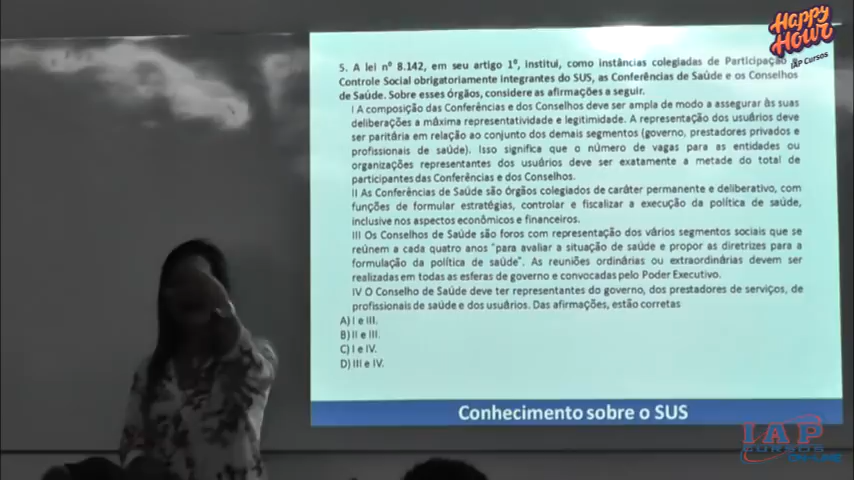 HAPPY
HOUR
IAP Cursos
5. A lei nº 8.142, em seu artigo 1º, institui, como instâncias colegiadas de Participação e
Controle Social obrigatoriamente integrantes do SUS, as Conferências de Saúde e os Conselhos
de Saúde. Sobre esses Órgãos, considere as afirmações a seguir.
I A composição das Conferências e dos Conselhos deve ser ampla de modo a assegurar às suas
deliberações a máxima representatividade e legitimidade. A representação dos usuários deve
ser paritária em relação ao conjunto dos demais segmentos (governo, prestadores privados e
profissionais de saúde). Isso significa que o número de vagas para as entidades ou
organizações representantes dos usuários deve ser exatamente a metade do total de
participantes das Conferências e dos Conselhos.
II As Conferências de Saúde são órgãos colegiados de caráter permanente e deliberativo, com
funções de formular estratégias, controlar e fiscalizar a execução da política de saúde,
inclusive nos aspectos econômicos e financeiros.
III Os Conselhos de Saúde são foros com representação dos vários segmentos sociais que se
reúnem a cada quatro anos "para avaliar a situação de saúde e propor as diretrizes para a
formulação da política de saúde". As reuniões ordinárias ou extraordinárias devem ser
realizadas em todas as esferas de governo e convocadas pelo Poder Executivo.
IV O Conselho de Saúde deve ter representantes do governo, dos prestadores de serviços, de
profissionais de saúde e dos usuários. Das afirmações, estão corretas
A) I e III.
B) II e III.
C) I e IV.
D) III e IV.
Conhecimento sobre o SUS
IAP
CURSOS
ON-LINE